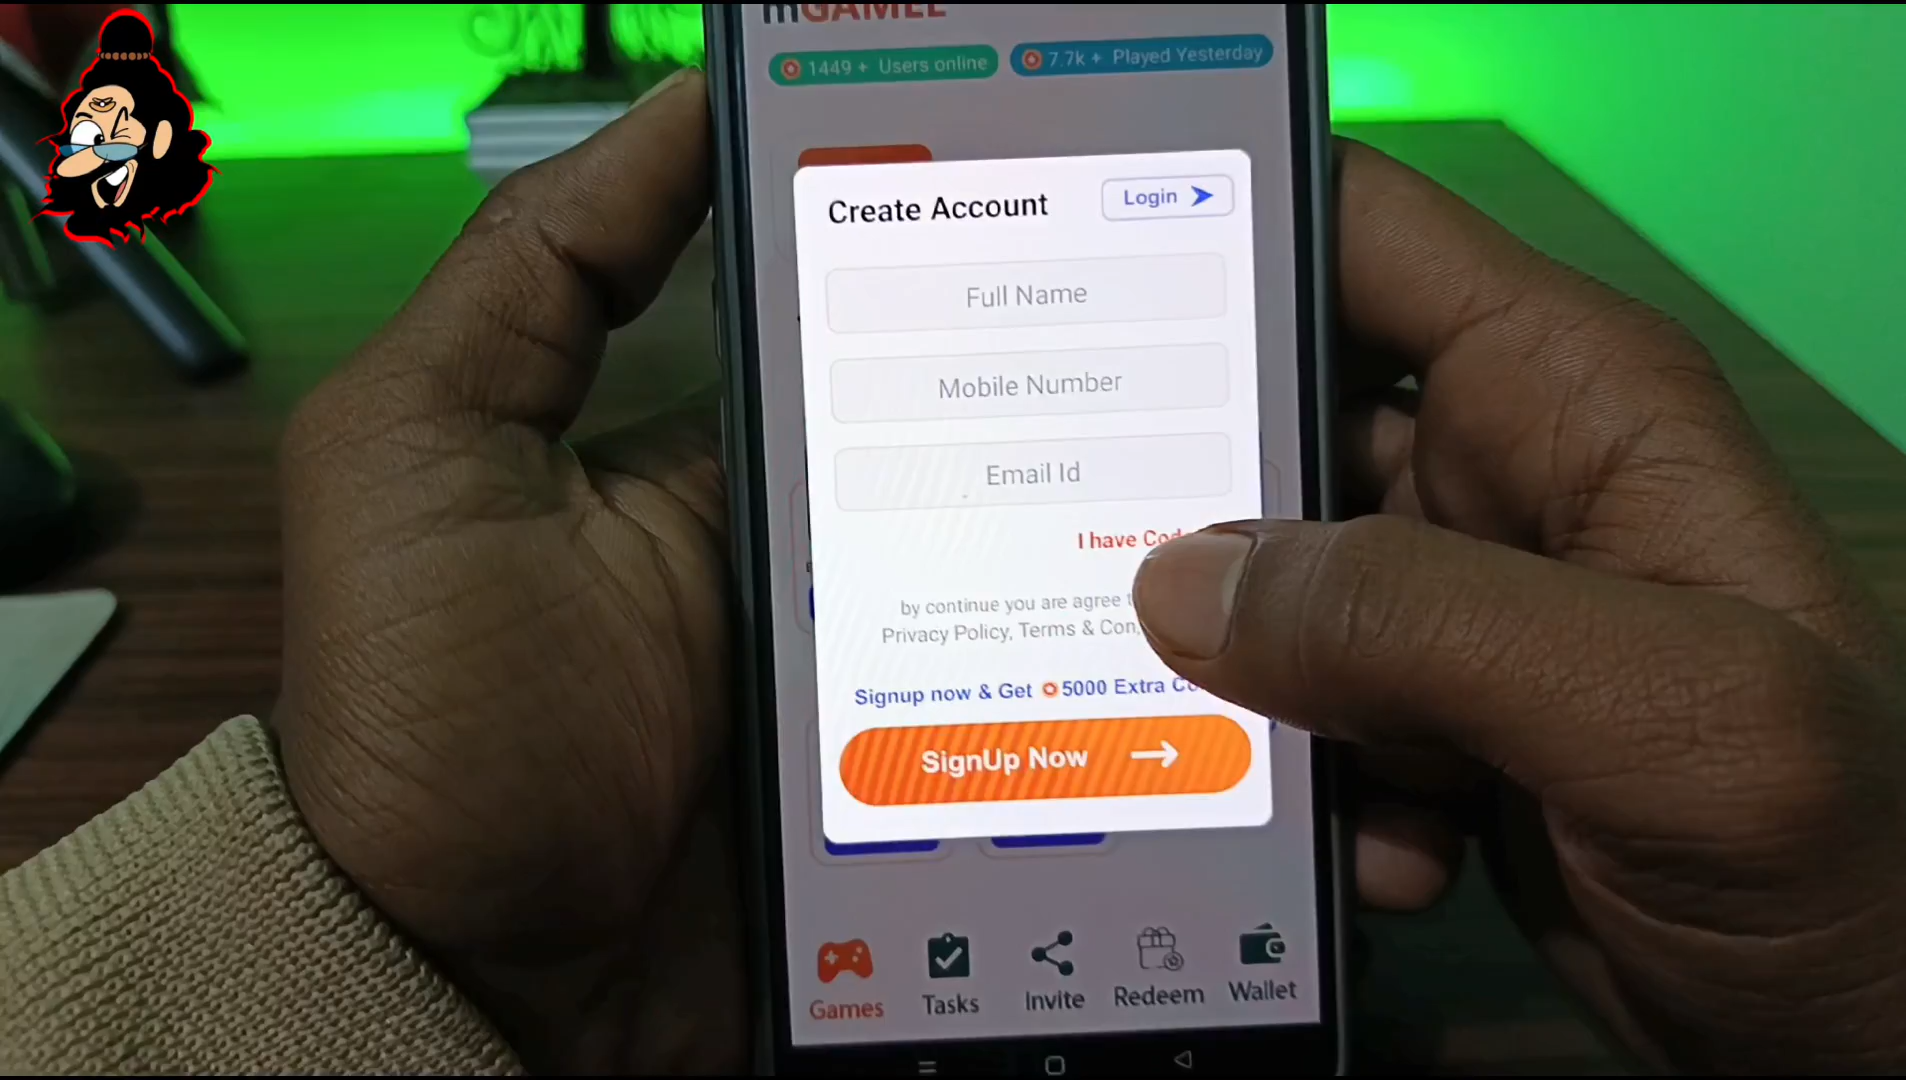 mGAMEE
1449 + Users online
7.7k + Played Yesterday
Create Account
Login
Full Name
Mobile Number
Email Id
I have
by continue you are agree
Privacy Policy, Terms &
Signup now & Get 5000 Extra
SignUp Now
Games
Tasks
Invite
Redeem
Wallet